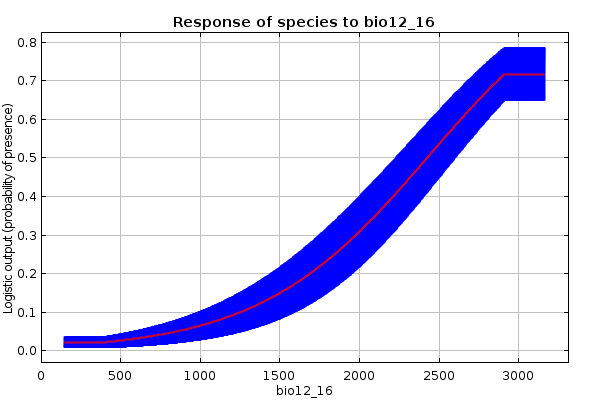 Response of species to bio12_16
Logistic output (probability of presence)
0.8
0.7
0.6
0.5
0.4
0.3
0.2
0.1
0.0
0 500 1000 1500 2000 2500 3000
bio12_16